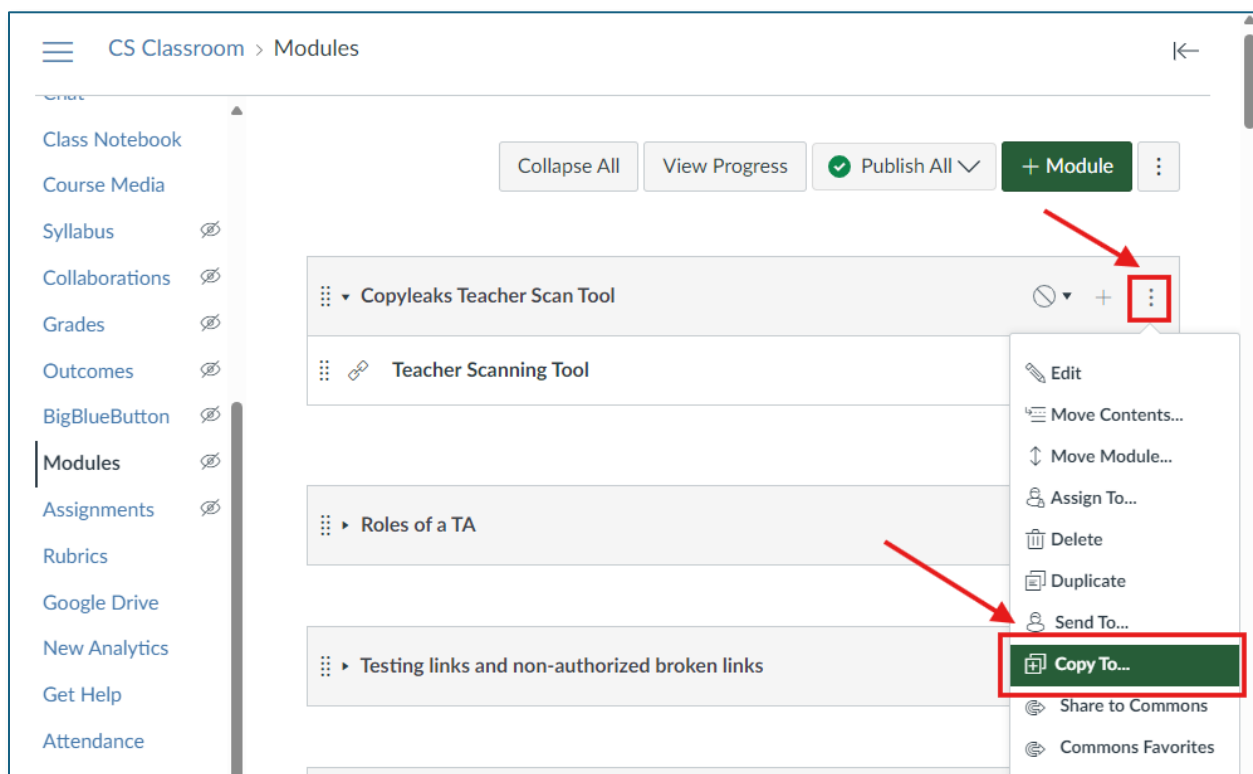 CS Classroom > Modules
Chat
Class Notebook
Course Media
Syllabus
Collaborations
Grades
Outcomes
BigBlueButton
Modules
Assignments
Rubrics
Google Drive
New Analytics
Get Help
Attendance
Collapse All
View Progress
Publish All
+ Module
Copyleaks Teacher Scan Tool
Teacher Scanning Tool
Roles of a TA
Testing links and non-authorized broken links
Edit
Move Contents...
Move Module...
Assign To...
Delete
Duplicate
Send To...
Copy To...
Share to Commons
Commons Favorites